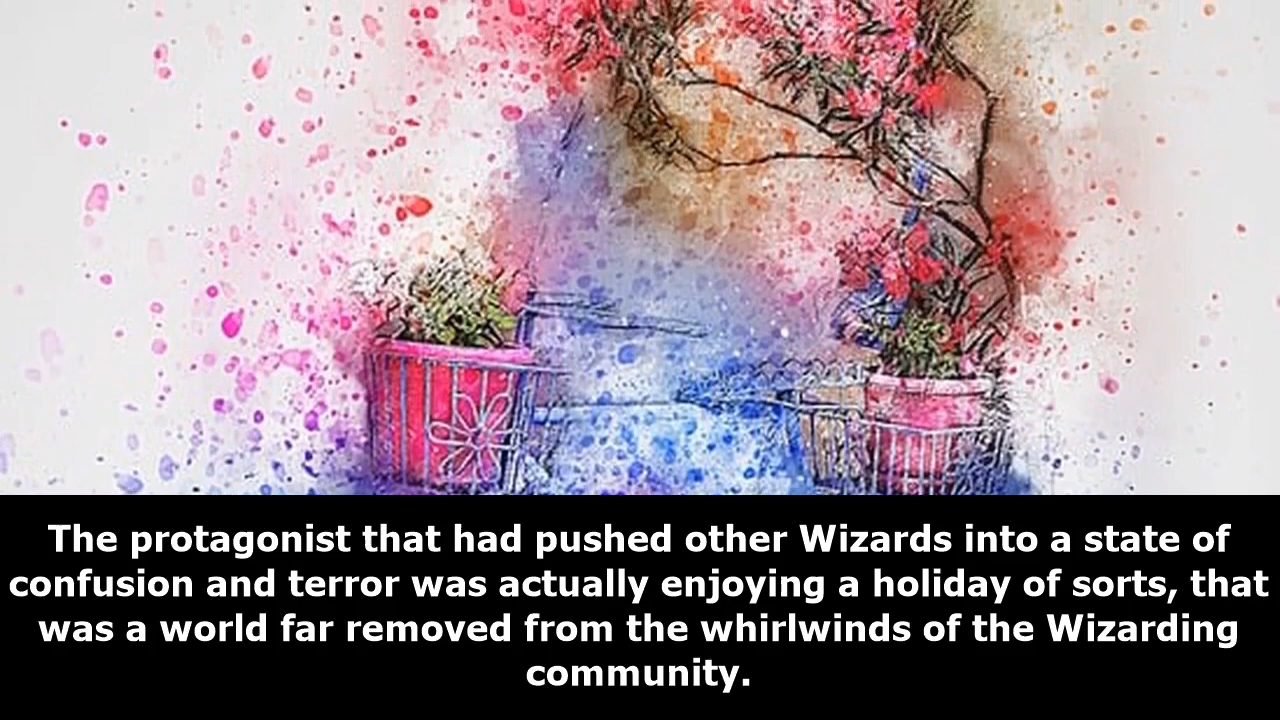 The protagonist that had pushed other Wizards into a state of
confusion and terror was actually enjoying a holiday of sorts, that
was a world far removed from the whirlwinds of the Wizarding
community.